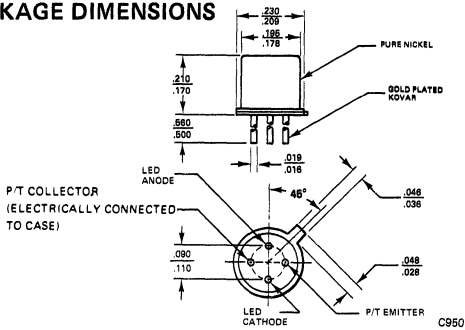 KAGE DIMENSIONS
.230
.209
.195
.178
PURE NICKEL
.210
.170
GOLD PLATED
KOVAR
.560
.500
.019
.016
LED
ANODE
45°
P/T COLLECTOR
(ELECTRICALLY CONNECTED
TO CASE)
.046
.036
.090
.110
.048
.028
LED
CATHODE
P/T EMITTER
C950